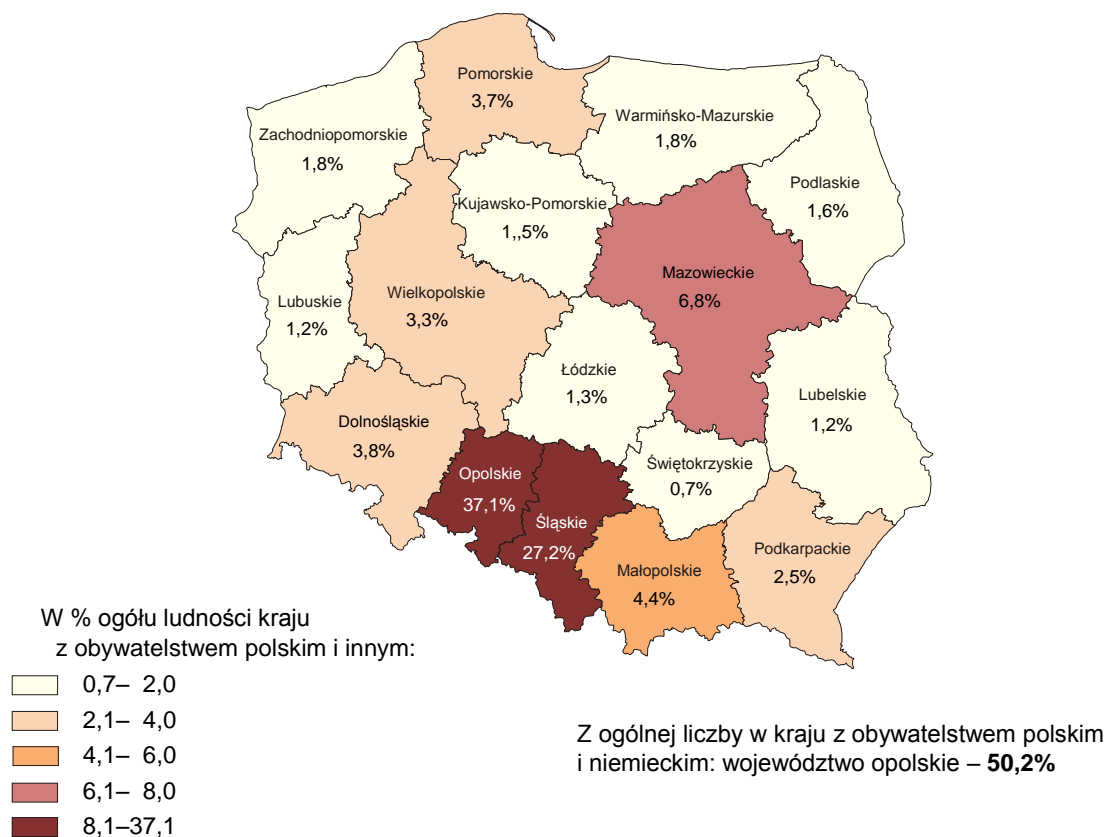 Pomorskie
3,7%
Warmińsko-Mazurskie
1,8%
Zachodniopomorskie
1,8%
Podlaskie
1,6%
Kujawsko-Pomorskie
1,,5%
Mazowieckie
6,8%
Lubuskie
1,2%
Wielkopolskie
3,3%
Łódzkie
1,3%
Lubelskie
1,2%
Dolnośląskie
3,8%
Świętokrzyskie
0,7%
Opolskie
37,1%
Śląskie
27,2%
Małopolskie
4,4%
Podkarpackie
2,5%
W % ogółu ludności kraju
z obywatelstwem polskim i innym:
0,7– 2,0
2,1– 4,0
4,1– 6,0
6,1– 8,0
8,1–37,1
Z ogólnej liczby w kraju z obywatelstwem polskim
i niemieckim: województwo opolskie – 50,2%